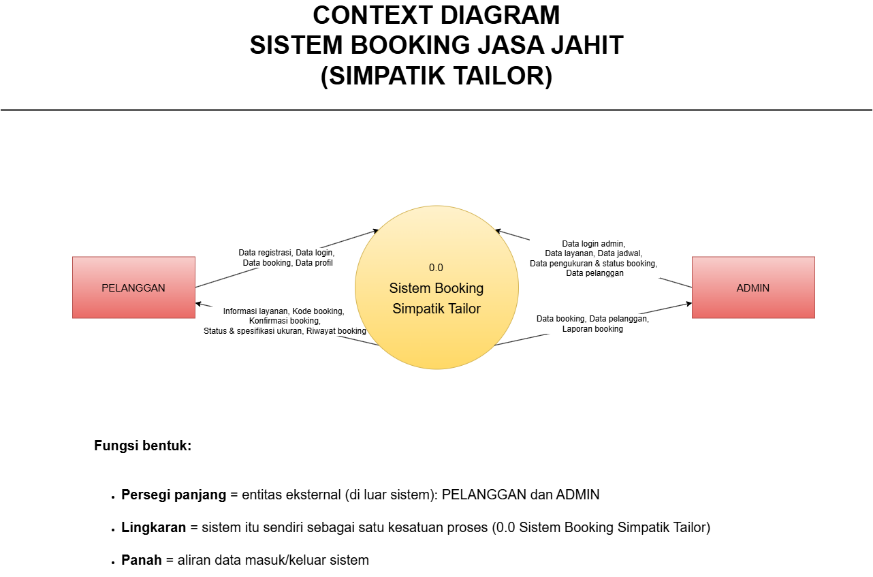 CONTEXT DIAGRAM
SISTEM BOOKING JASA JAHIT
(SIMPATIK TAILOR)
Data registrasi, Data login,
Data booking, Data profil
PELANGGAN
Informasi layanan, Kode booking,
Konfirmasi booking,
Status & spesifikasi ukuran, Riwayat booking
0.0
Sistem Booking
Simpatik Tailor
Data login admin,
Data layanan, Data jadwal,
Data pengukuran & status booking,
Data pelanggan
ADMIN
Data booking, Data pelanggan,
Laporan booking
Fungsi bentuk:
• Persegi panjang = entitas eksternal (di luar sistem): PELANGGAN dan ADMIN
• Lingkaran = sistem itu sendiri sebagai satu kesatuan proses (0.0 Sistem Booking Simpatik Tailor)
• Panah = aliran data masuk/keluar sistem